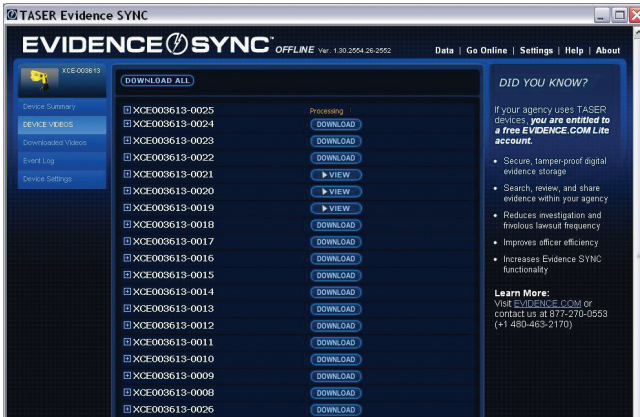 TASER Evidence SYNC
EVIDENCE SYNC™ OFFLINE Ver. 1.30.2554.26-2552
Data | Go Online | Settings | Help | About
XCE-003613
Device Summary
DEVICE VIDEOS
Downloaded Videos
Event Log
Device Settings
DOWNLOAD ALL
XCE003613-0025 Processing
XCE003613-0024 DOWNLOAD
XCE003613-0023 DOWNLOAD
XCE003613-0022 DOWNLOAD
XCE003613-0021 VIEW
XCE003613-0020 VIEW
XCE003613-0019 VIEW
XCE003613-0018 DOWNLOAD
XCE003613-0017 DOWNLOAD
XCE003613-0016 DOWNLOAD
XCE003613-0015 DOWNLOAD
XCE003613-0014 DOWNLOAD
XCE003613-0013 DOWNLOAD
XCE003613-0012 DOWNLOAD
XCE003613-0011 DOWNLOAD
XCE003613-0010 DOWNLOAD
XCE003613-0009 DOWNLOAD
XCE003613-0008 DOWNLOAD
XCE003613-0026 DOWNLOAD
DID YOU KNOW?
If your agency uses TASER
devices, you are entitled to
a free EVIDENCE.COM Lite
account.
• Secure, tamper-proof digital
evidence storage
• Search, review, and share
evidence within your agency
• Reduces investigation and
frivolous lawsuit frequency
• Improves officer efficiency
• Increases Evidence SYNC
functionality
Learn More:
Visit EVIDENCE.COM or
contact us at 877-270-0553
(+1 480-463-2170)